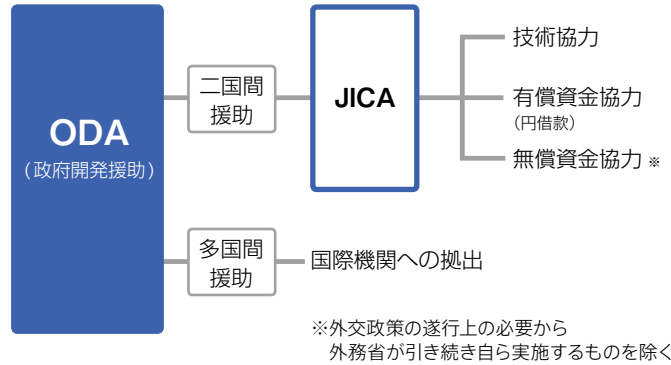 ODA
(政府開発援助)
二国間
援助
JICA
技術協力
有償資金協力
(円借款)
無償資金協力 ※
多国間
援助
国際機関への拠出
※外交政策の遂行上の必要から
外務省が引き続き自ら実施するものを除く